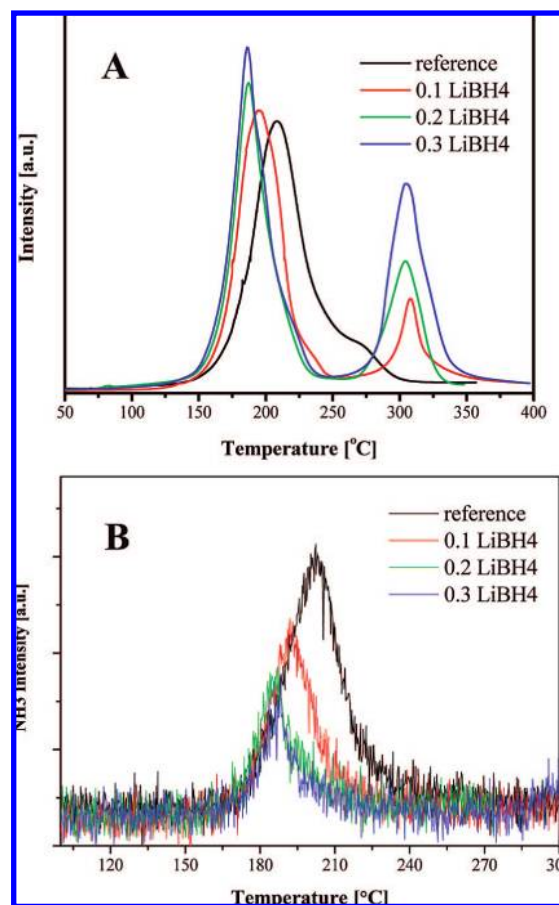 A
reference
0.1 LiBH4
0.2 LiBH4
0.3 LiBH4
Intensity [a.u.]
50 100 150 200 250 300 350 400
Temperature [°C]
B
reference
0.1 LiBH4
0.2 LiBH4
0.3 LiBH4
NH3 Intensity [a.u.]
120 150 180 210 240 270 30
Temperature [°C]